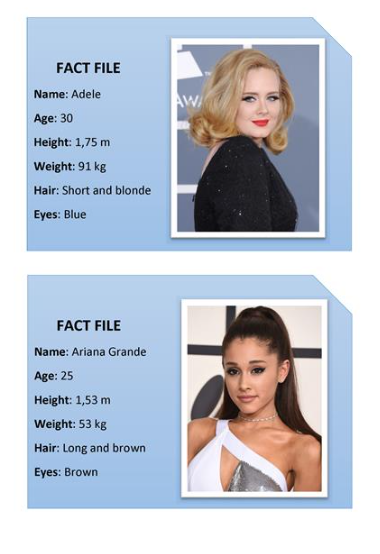 FACT FILE
Name: Adele
Age: 30
Height: 1,75 m
Weight: 91 kg
Hair: Short and blonde
Eyes: Blue
FACT FILE
Name: Ariana Grande
Age: 25
Height: 1,53 m
Weight: 53 kg
Hair: Long and brown
Eyes: Brown